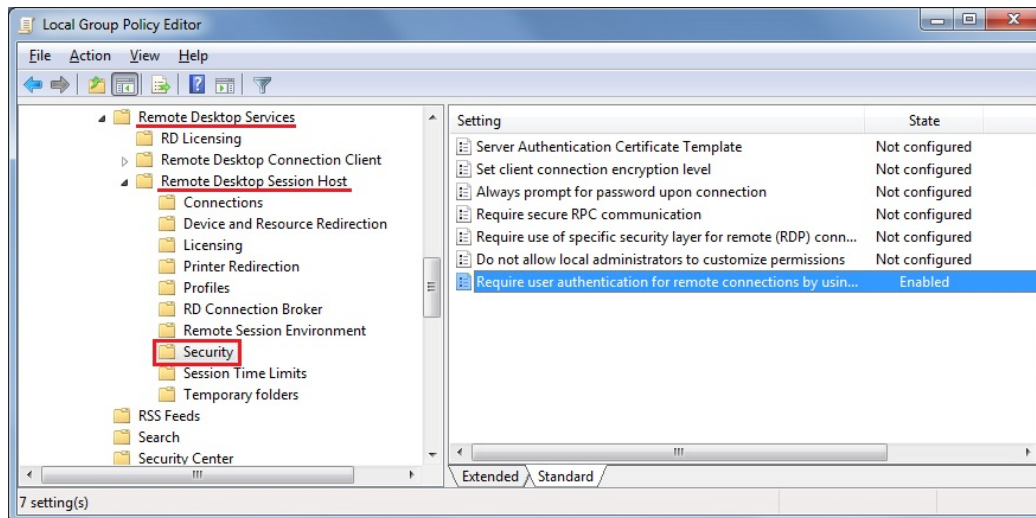 Local Group Policy Editor
File Action View Help
Remote Desktop Services
RD Licensing
Remote Desktop Connection Client
Remote Desktop Session Host
Connections
Device and Resource Redirection
Licensing
Printer Redirection
Profiles
RD Connection Broker
Remote Session Environment
Security
Session Time Limits
Temporary folders
RSS Feeds
Search
Security Center
Setting State
Server Authentication Certificate Template Not configured
Set client connection encryption level Not configured
Always prompt for password upon connection Not configured
Require secure RPC communication Not configured
Require use of specific security layer for remote (RDP) conn... Not configured
Do not allow local administrators to customize permissions Not configured
Require user authentication for remote connections by usin... Enabled
Extended Standard
7 setting(s)